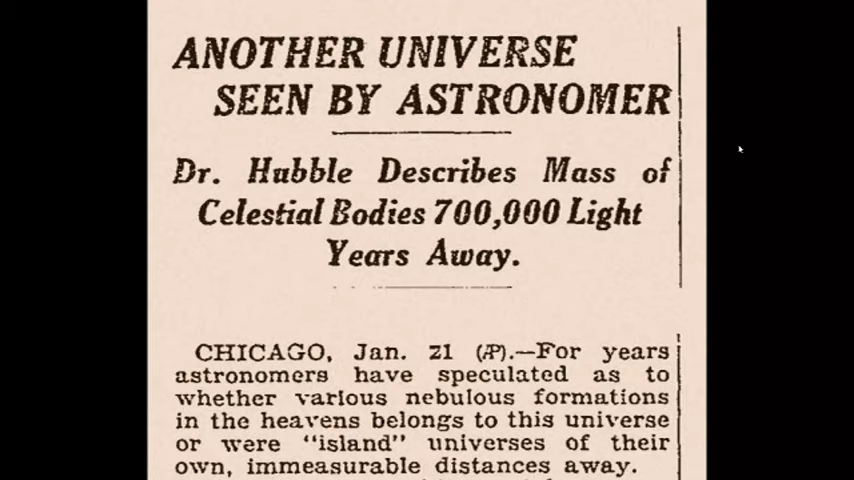 ANOTHER UNIVERSE
SEEN BY ASTRONOMER
Dr. Hubble Describes Mass of
Celestial Bodies 700,000 Light
Years Away.
CHICAGO, Jan. 21 (AP).—For years
astronomers have speculated as to
whether various nebulous formations
in the heavens belongs to this universe
or were "island" universes of their
own, immeasurable distances away.